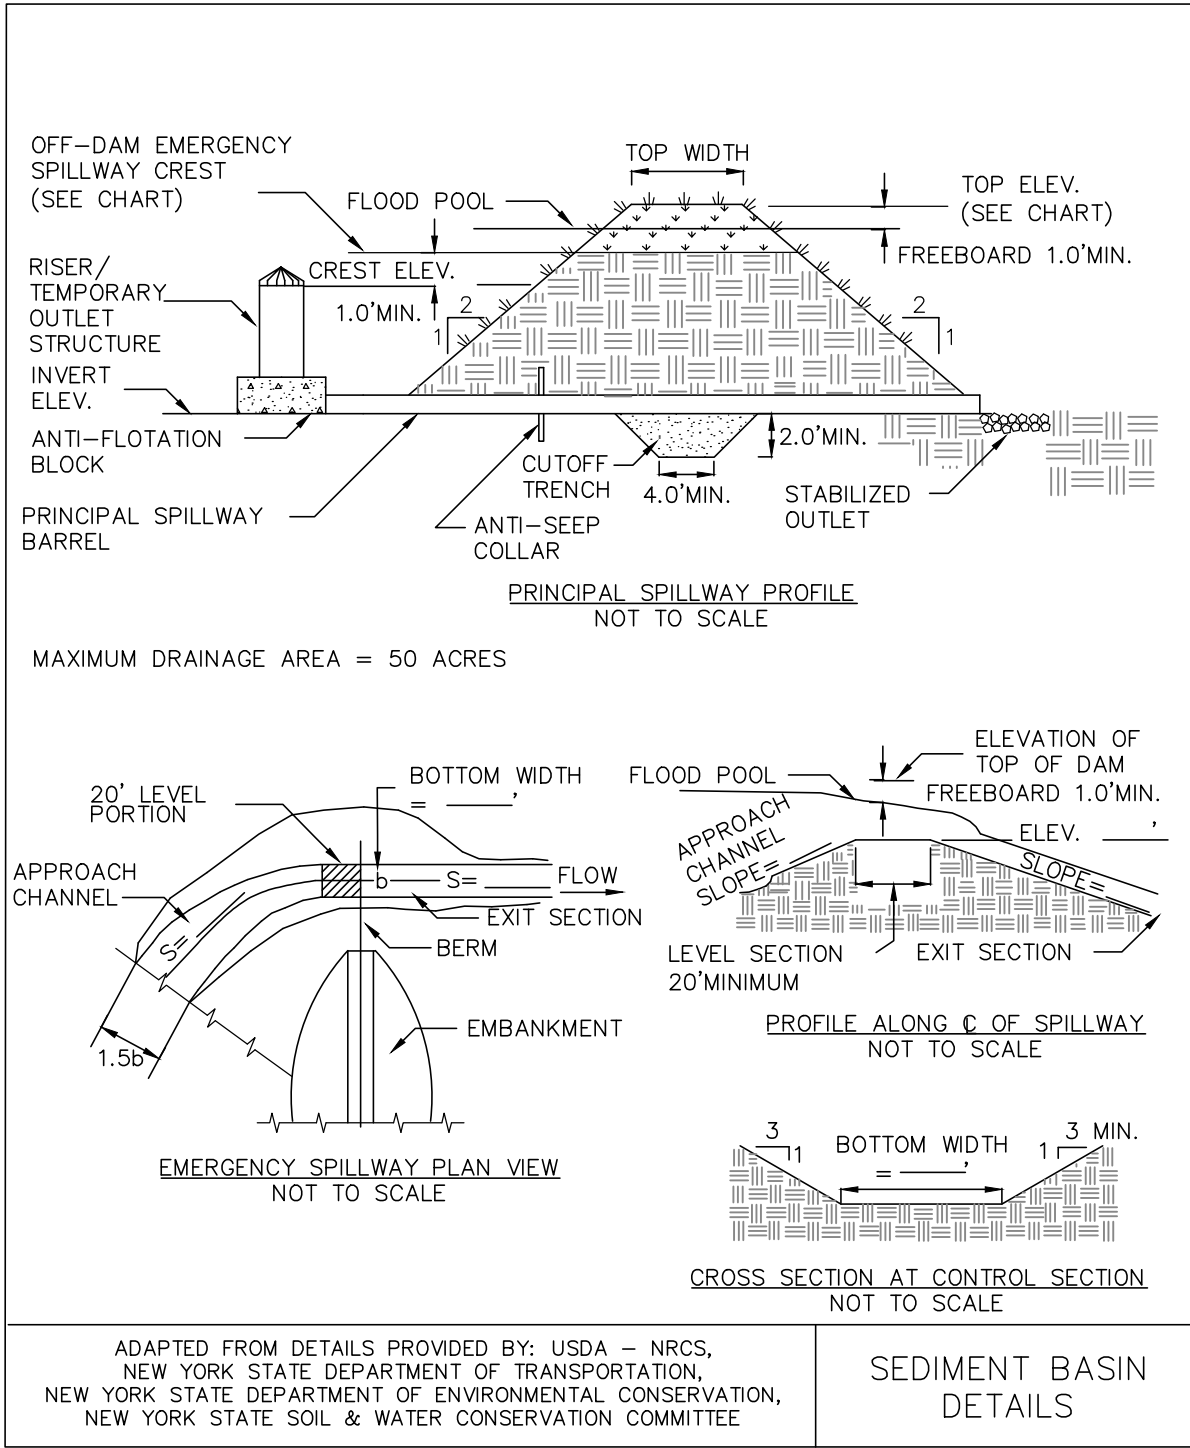 OFF-DAM EMERGENCY
SPILLWAY CREST
(SEE CHART)
TOP WIDTH
FLOOD POOL
TOP ELEV.
(SEE CHART)
FREEBOARD 1.0'MIN.
RISER/
TEMPORARY
OUTLET
STRUCTURE
CREST ELEV.
1.0'MIN.
2
1
2
1
INVERT
ELEV.
ANTI-FLOTATION
BLOCK
PRINCIPAL SPILLWAY
BARREL
CUTOFF
TRENCH
2.0'MIN.
4.0'MIN.
ANTI-SEEP
COLLAR
STABILIZED
OUTLET
PRINCIPAL SPILLWAY PROFILE
NOT TO SCALE
MAXIMUM DRAINAGE AREA = 50 ACRES
20' LEVEL
PORTION
BOTTOM WIDTH
= ____'
APPROACH
CHANNEL
b
S= ____
FLOW
EXIT SECTION
S= ____
BERM
EMBANKMENT
1.5b
EMERGENCY SPILLWAY PLAN VIEW
NOT TO SCALE
ELEVATION OF
TOP OF DAM
FLOOD POOL
FREEBOARD 1.0'MIN.
APPROACH
CHANNEL
SLOPE= ____
ELEV. ____'
SLOPE= ____
LEVEL SECTION
20'MINIMUM
EXIT SECTION
PROFILE ALONG ℄ OF SPILLWAY
NOT TO SCALE
3
1
BOTTOM WIDTH
= ____'
1
3 MIN.
CROSS SECTION AT CONTROL SECTION
NOT TO SCALE
ADAPTED FROM DETAILS PROVIDED BY: USDA - NRCS,
NEW YORK STATE DEPARTMENT OF TRANSPORTATION,
NEW YORK STATE DEPARTMENT OF ENVIRONMENTAL CONSERVATION,
NEW YORK STATE SOIL & WATER CONSERVATION COMMITTEE
SEDIMENT BASIN
DETAILS